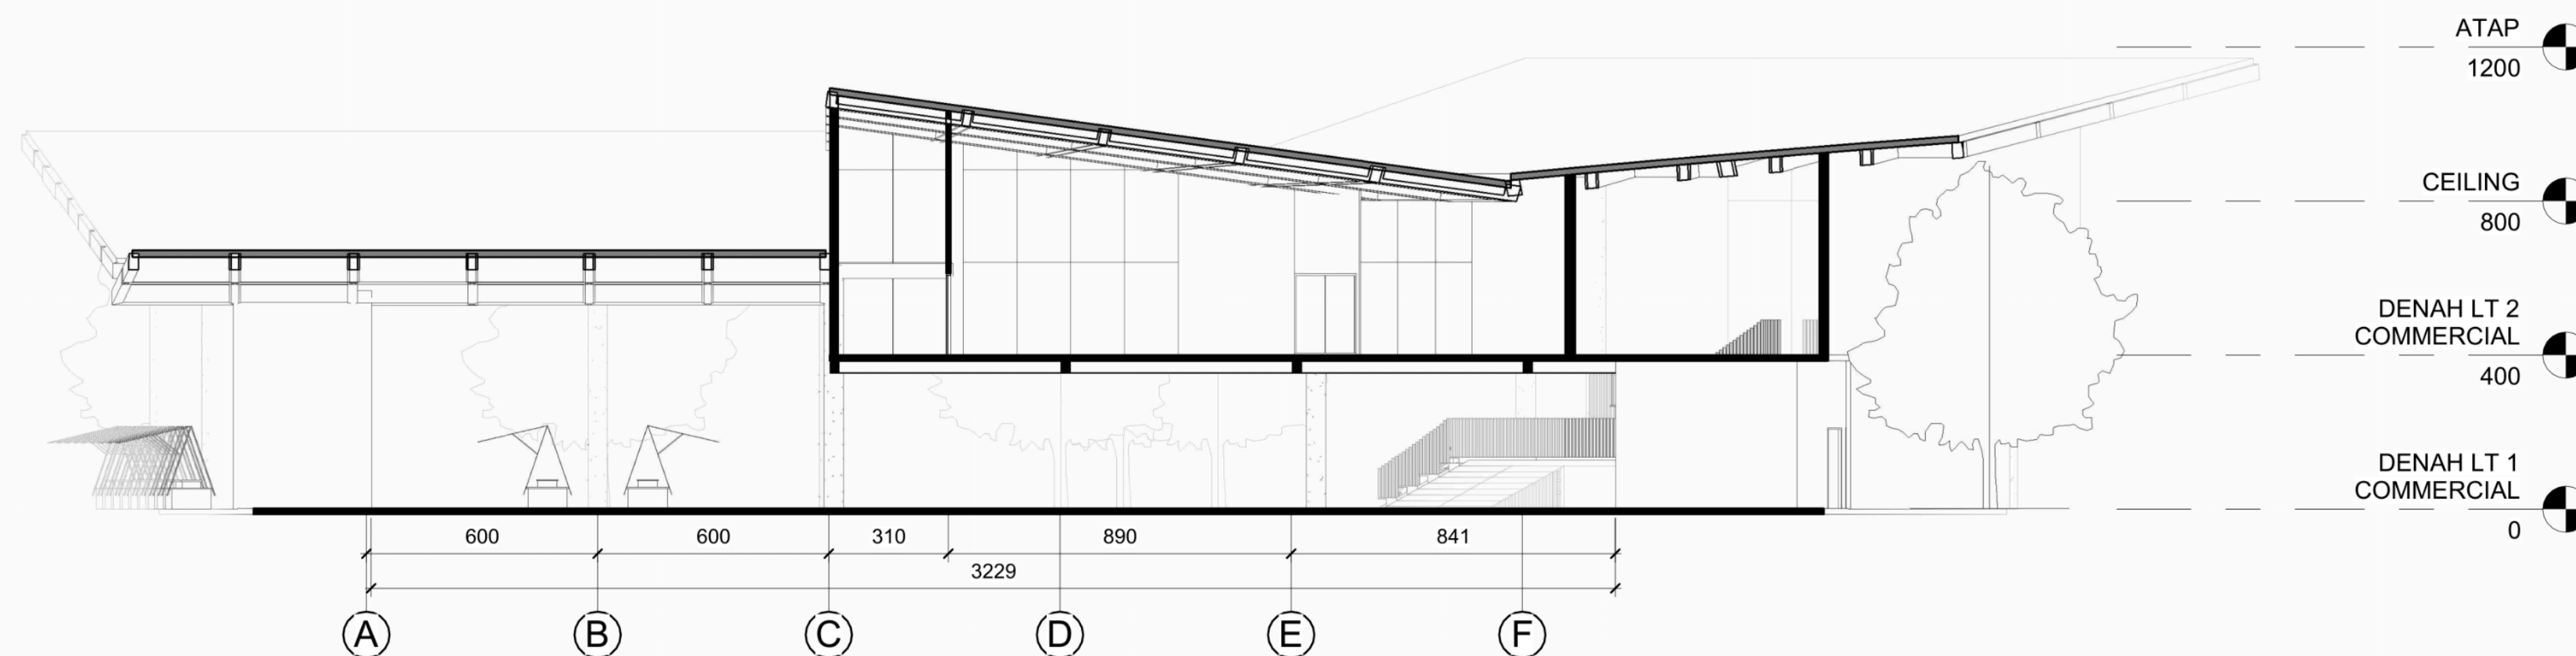 ATAP
1200
CEILING
800
DENAH LT 2
COMMERCIAL
400
DENAH LT 1
COMMERCIAL
0
600 600 310 890 841
3229
A B C D E F